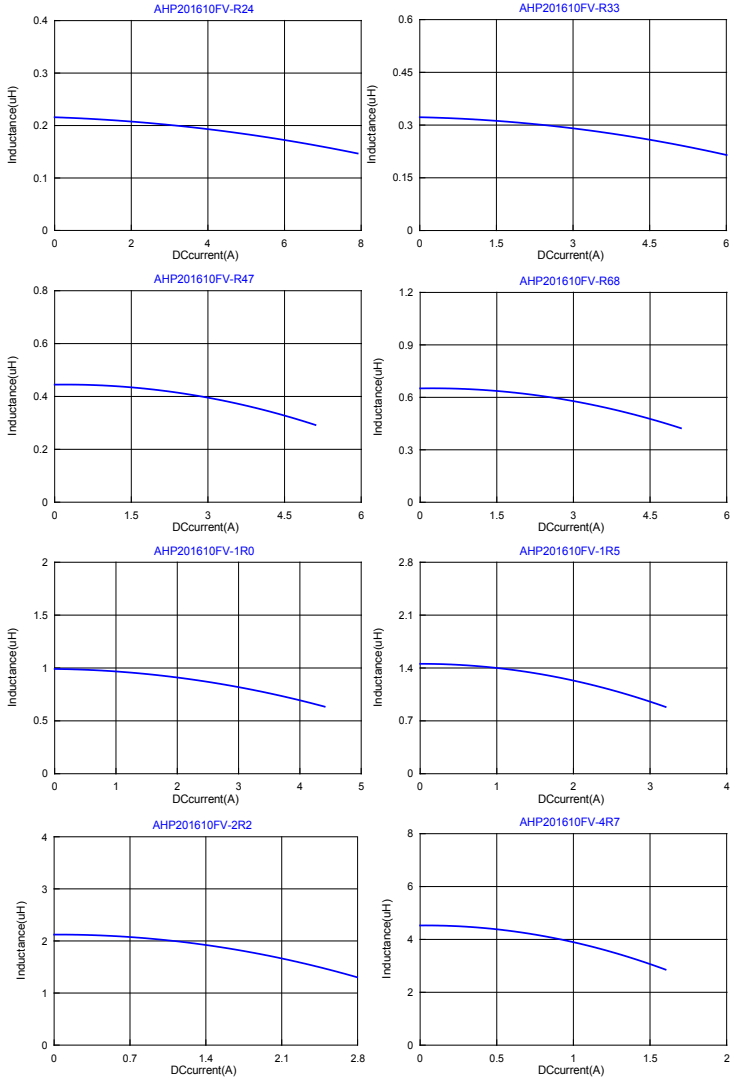 AHP201610FV-R24
Inductance(uH)
0.4
0.3
0.2
0.1
0
0 2 4 6 8
DCcurrent(A)
AHP201610FV-R33
Inductance(uH)
0.6
0.45
0.3
0.15
0
0 1.5 3 4.5 6
DCcurrent(A)
AHP201610FV-R47
Inductance(uH)
0.8
0.6
0.4
0.2
0
0 1.5 3 4.5 6
DCcurrent(A)
AHP201610FV-R68
Inductance(uH)
1.2
0.9
0.6
0.3
0
0 1.5 3 4.5 6
DCcurrent(A)
AHP201610FV-1R0
Inductance(uH)
2
1.5
1
0.5
0
0 1 2 3 4 5
DCcurrent(A)
AHP201610FV-1R5
Inductance(uH)
2.8
2.1
1.4
0.7
0
0 1 2 3 4
DCcurrent(A)
AHP201610FV-2R2
Inductance(uH)
4
3
2
1
0
0 0.7 1.4 2.1 2.8
DCcurrent(A)
AHP201610FV-4R7
Inductance(uH)
8
6
4
2
0
0 0.5 1 1.5 2
DCcurrent(A)